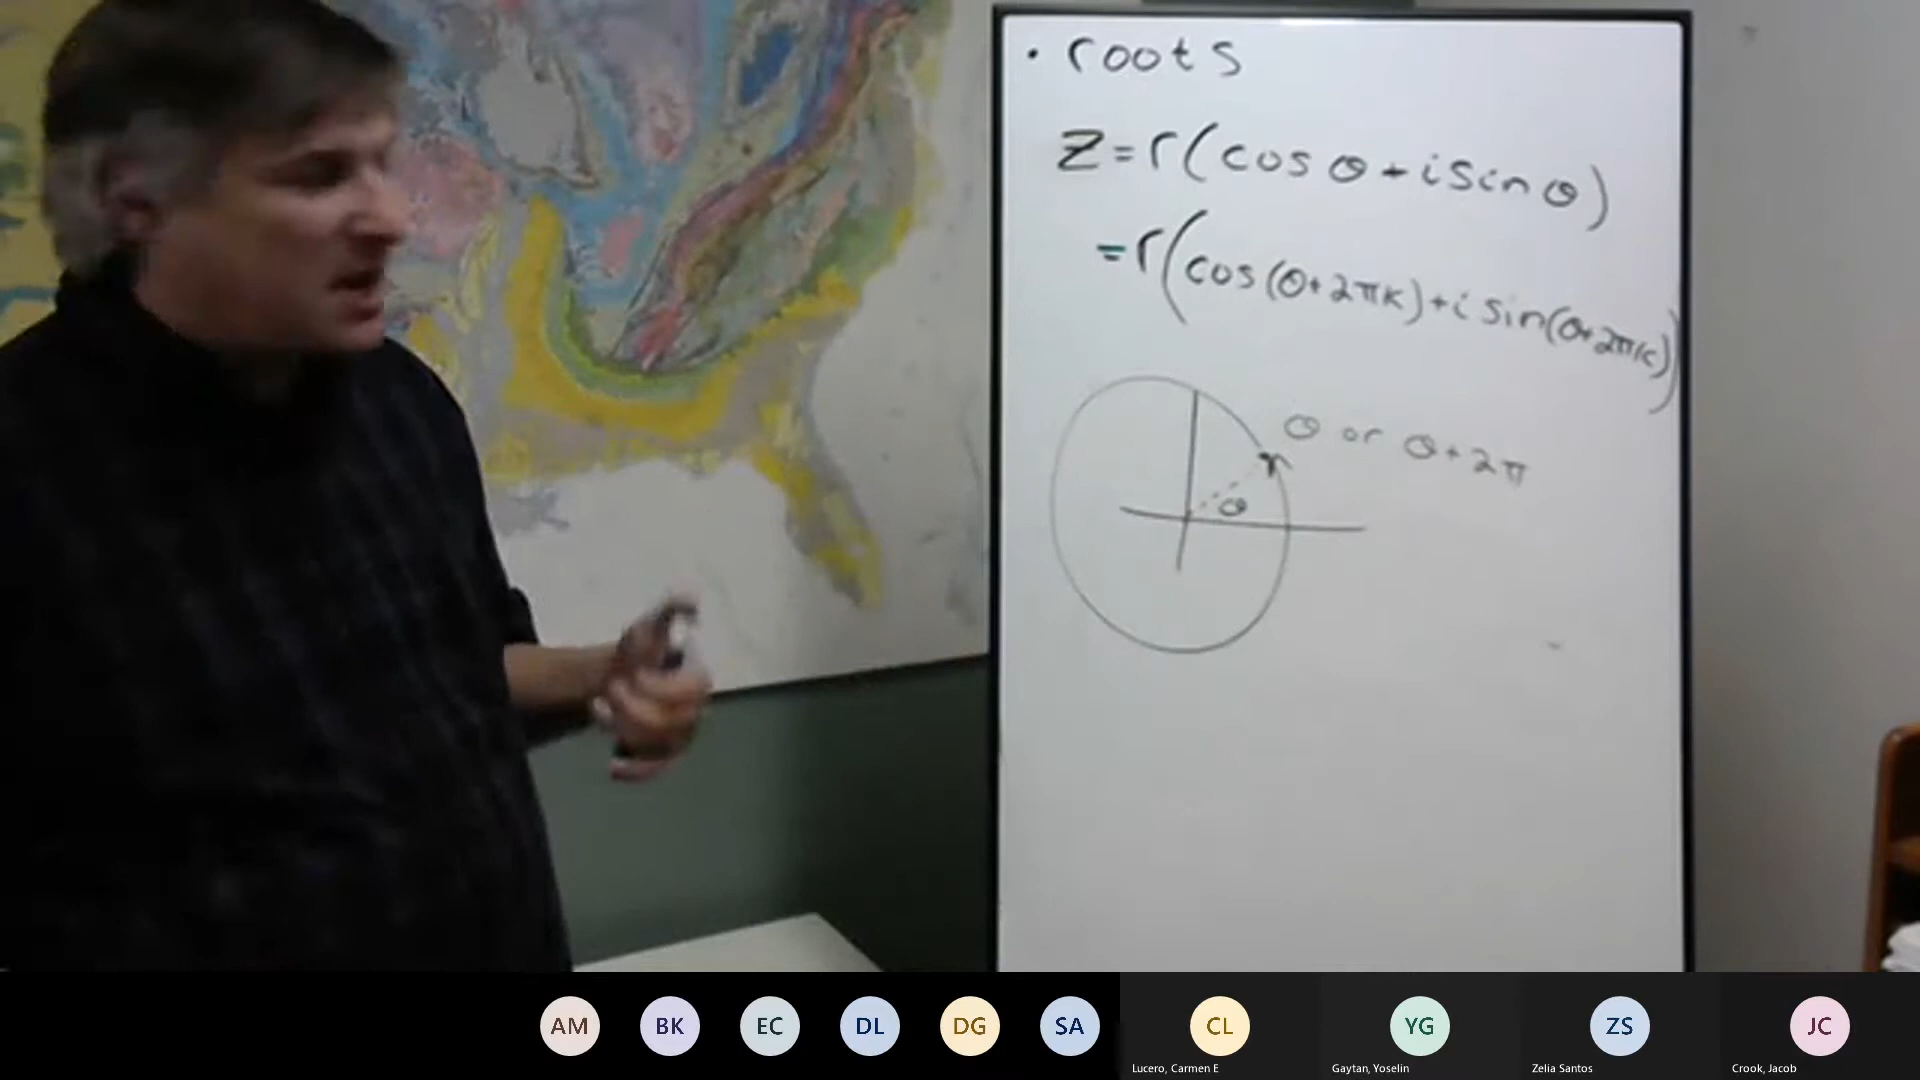 · roots
Z=r(cos θ+isin θ)
=r(cos(θ+2πk)+i sin(θ+2πk))
θ or θ+2π
r
θ
AM BK EC DL DG SA CL YG ZS JC
Lucero, Carmen E Gaytan, Yoselin Zelia Santos Crook, Jacob